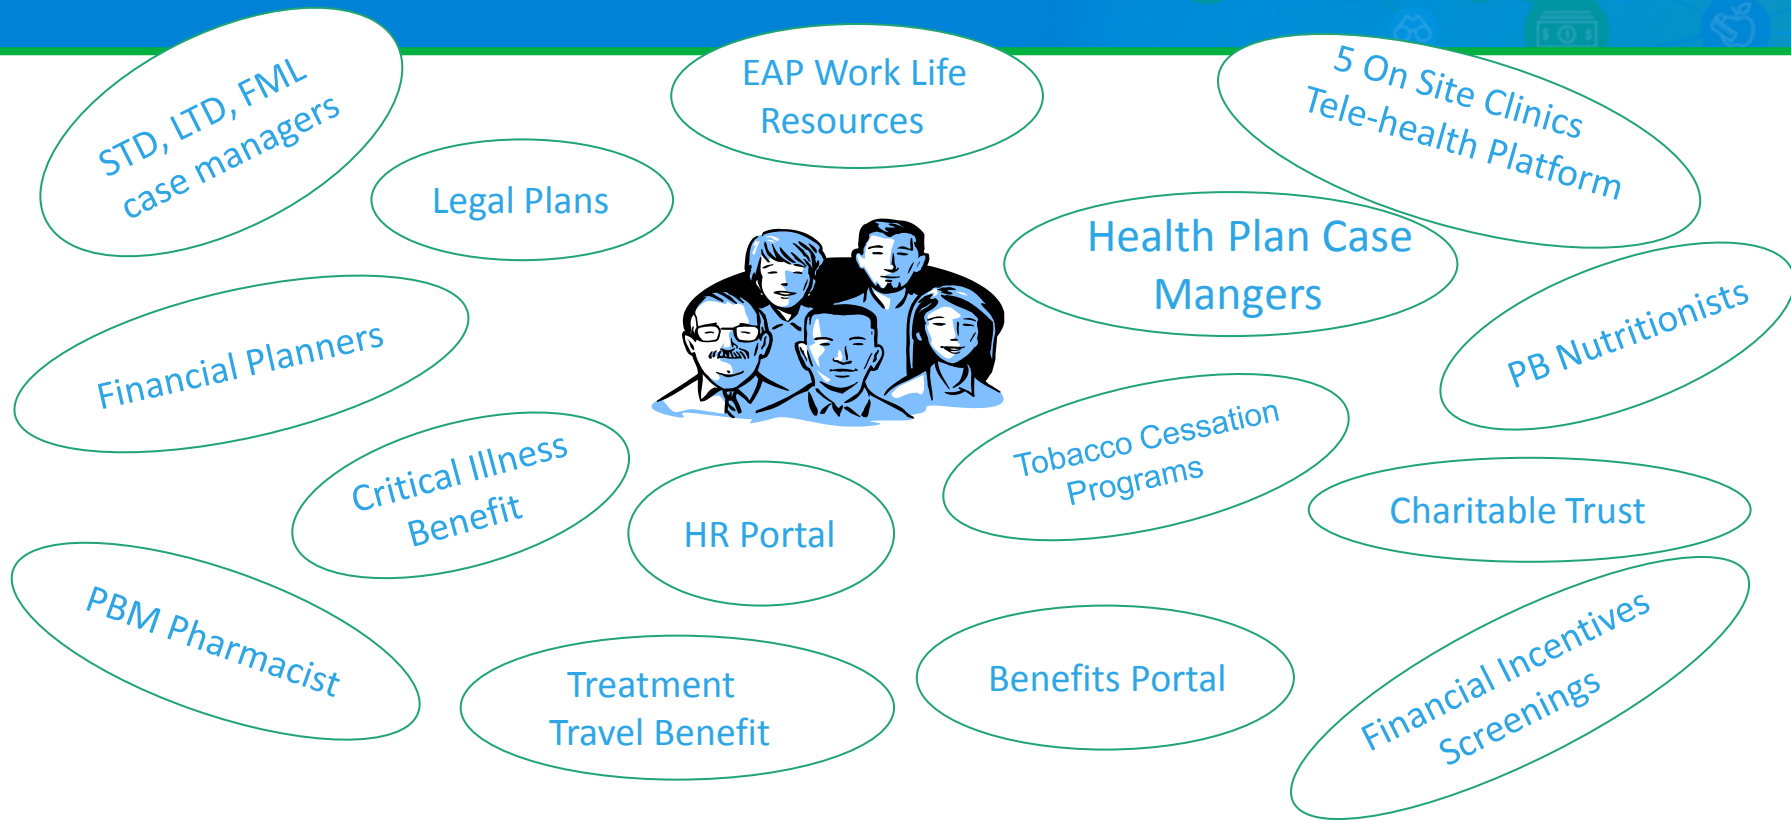 STD, LTD, FML
case managers
EAP Work Life
Resources
5 On Site Clinics
Tele-health Platform
Legal Plans
Health Plan Case
Mangers
Financial Planners
PB Nutritionists
Critical Illness
Benefit
HR Portal
Tobacco Cessation
Programs
Charitable Trust
PBM Pharmacist
Treatment
Travel Benefit
Benefits Portal
Financial Incentives
Screenings